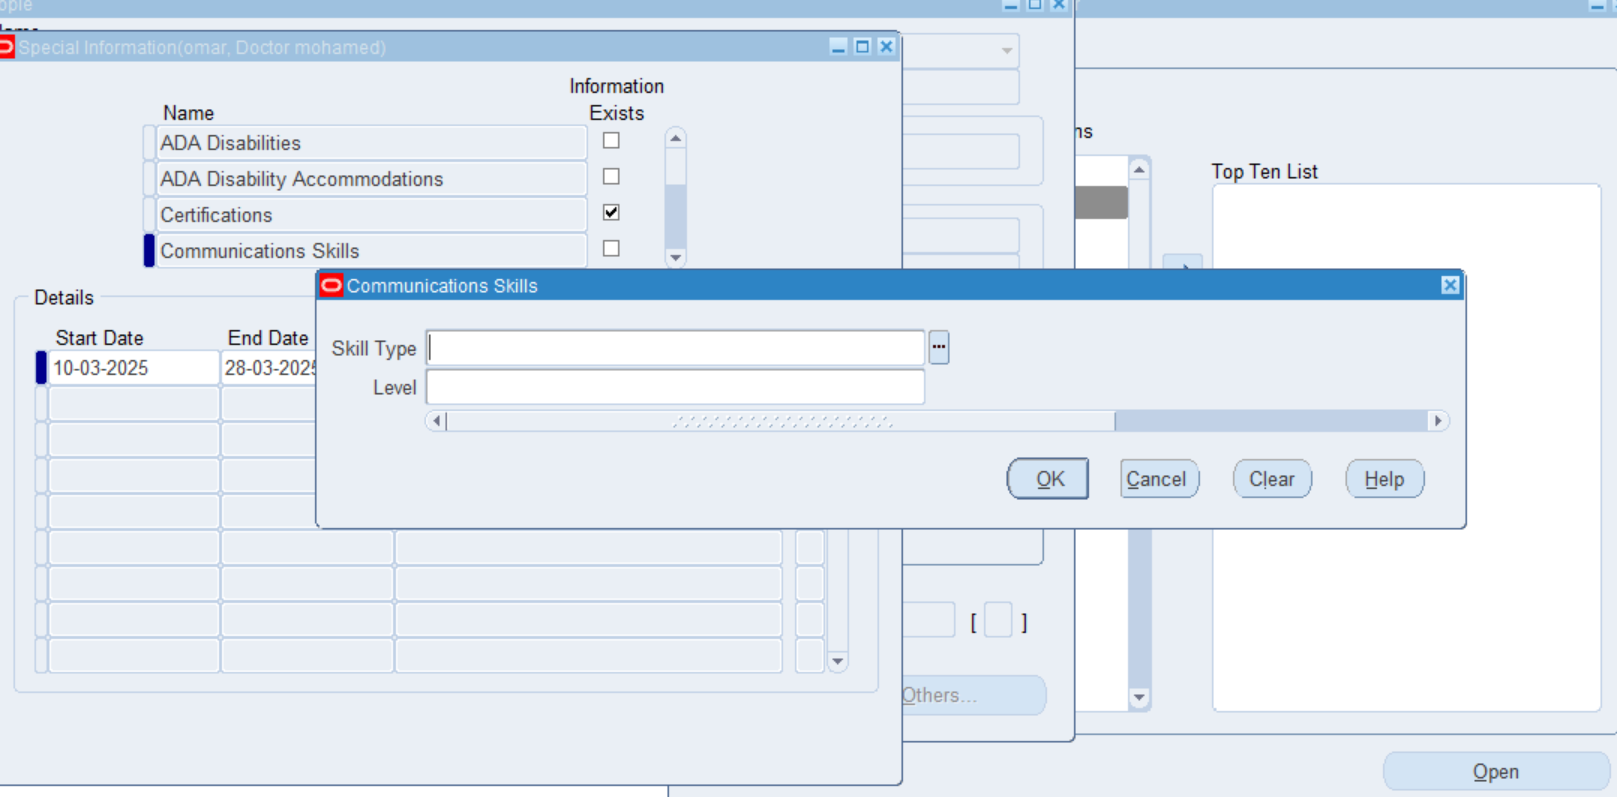 ople
Special Information(omar, Doctor mohamed)
Information
Name Exists
ADA Disabilities
ADA Disability Accommodations
Certifications
Communications Skills
ns
Top Ten List
Details
Start Date End Date
10-03-2025 28-03-2025
Communications Skills
Skill Type
Level
OK Cancel Clear Help
[ ]
Others...
Open